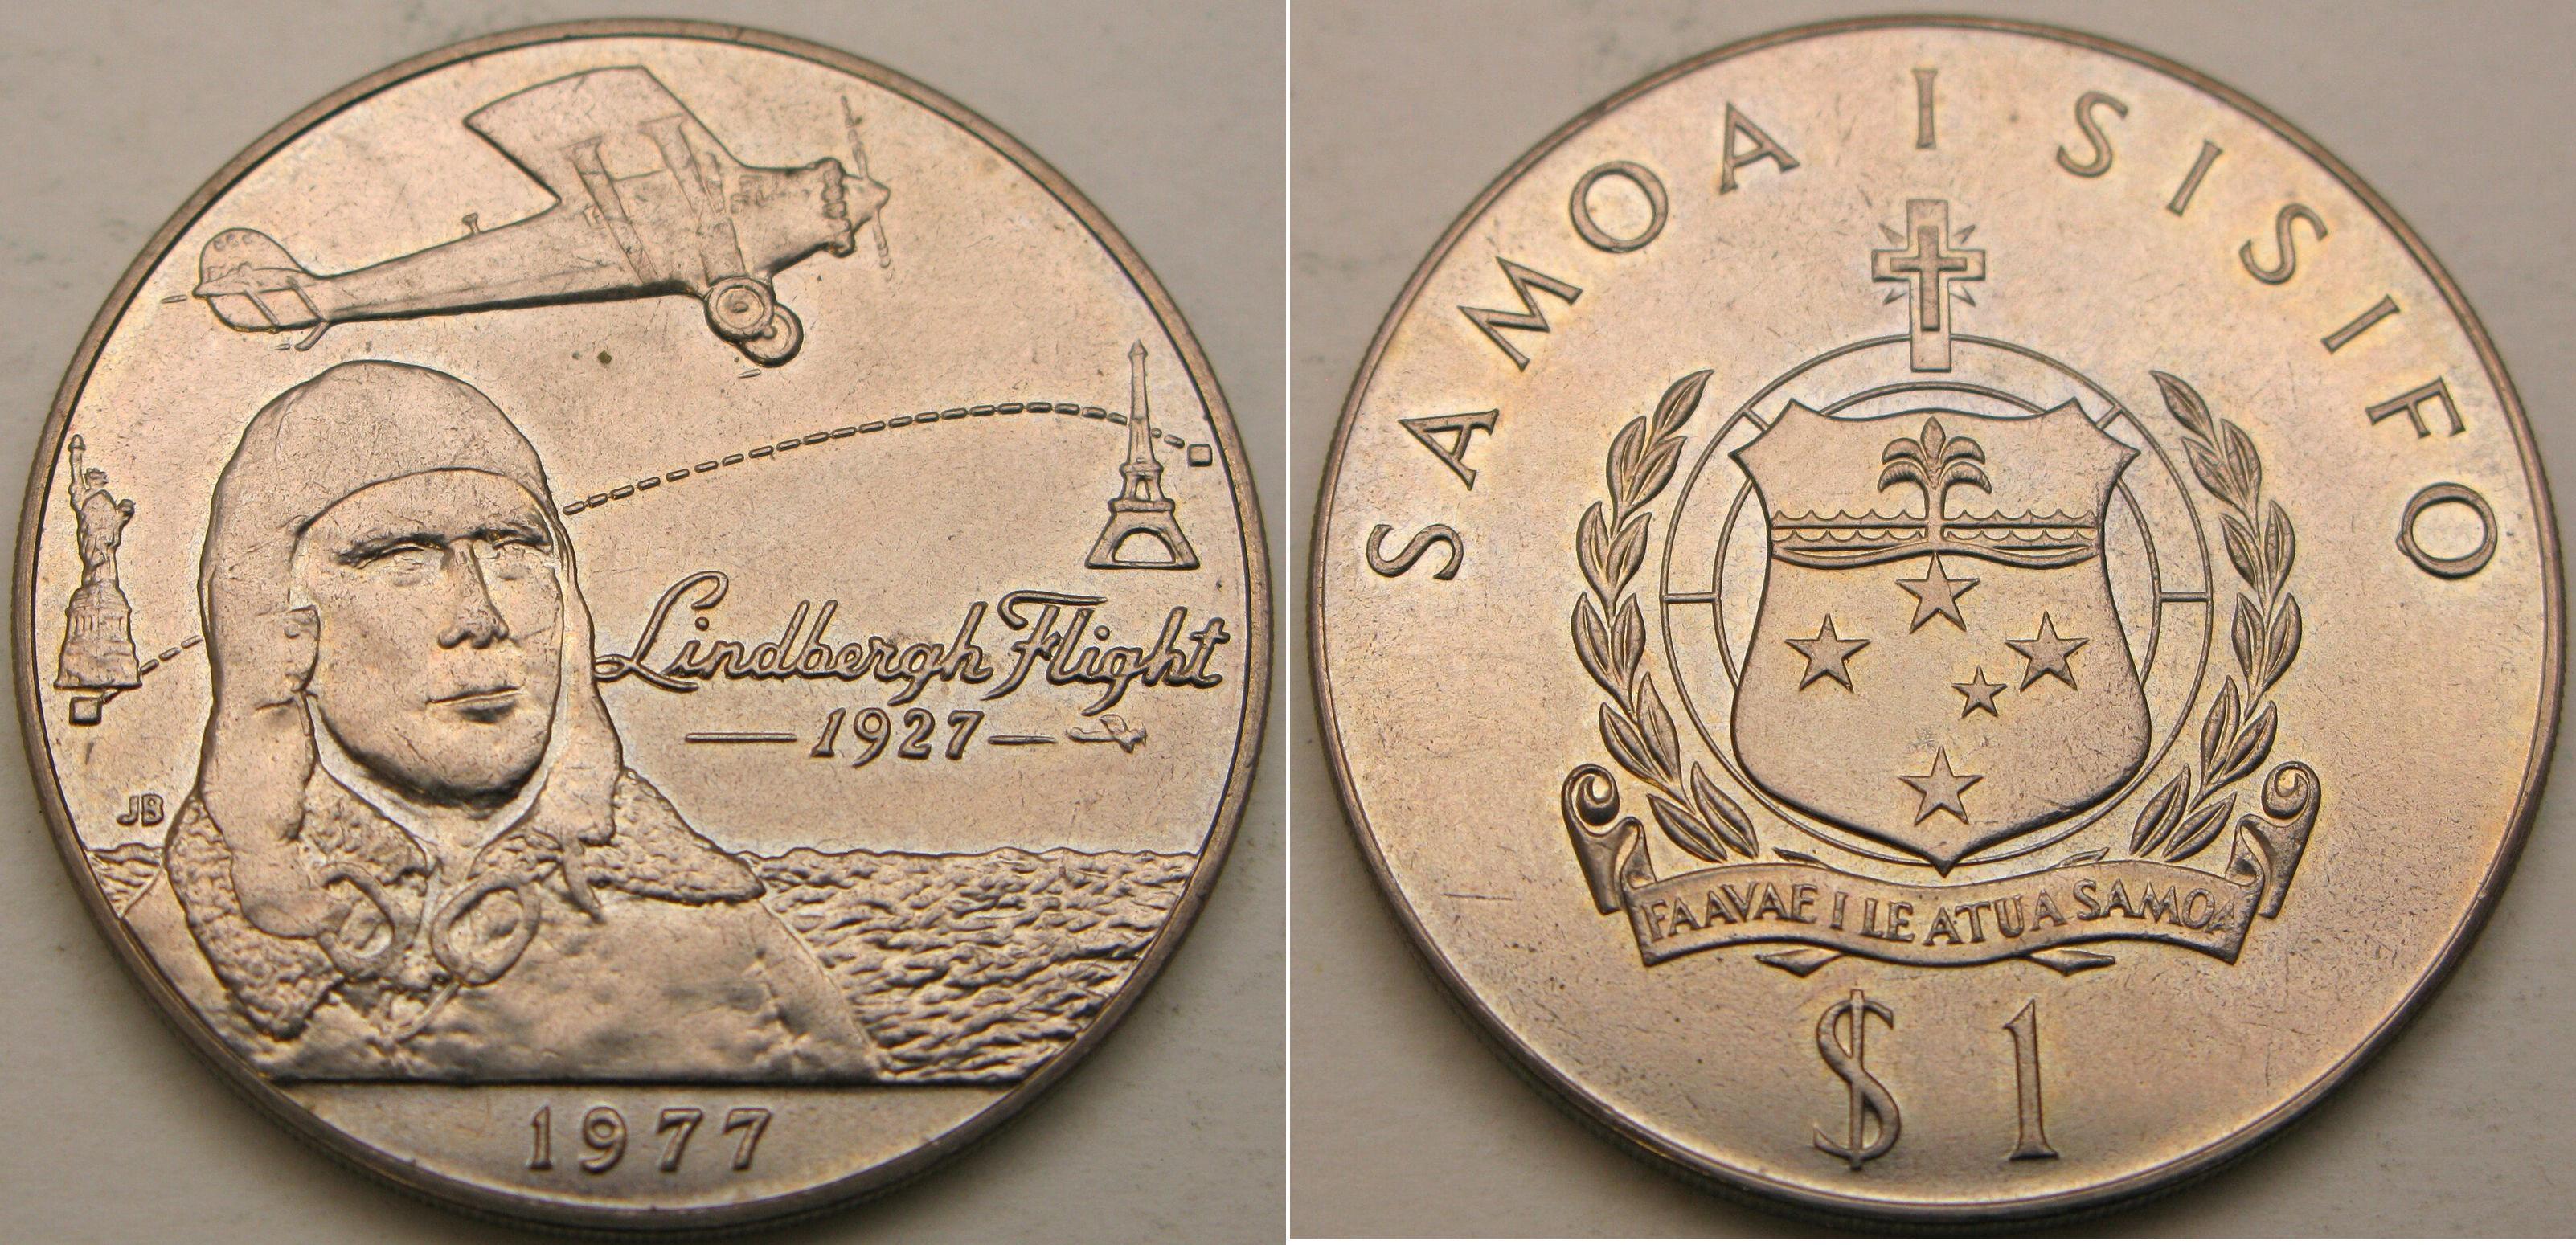 Lindbergh Flight
1927
JB
1977
SAMOA I SISIFO
FAAVAE I LE ATUA SAMOA
$ 1